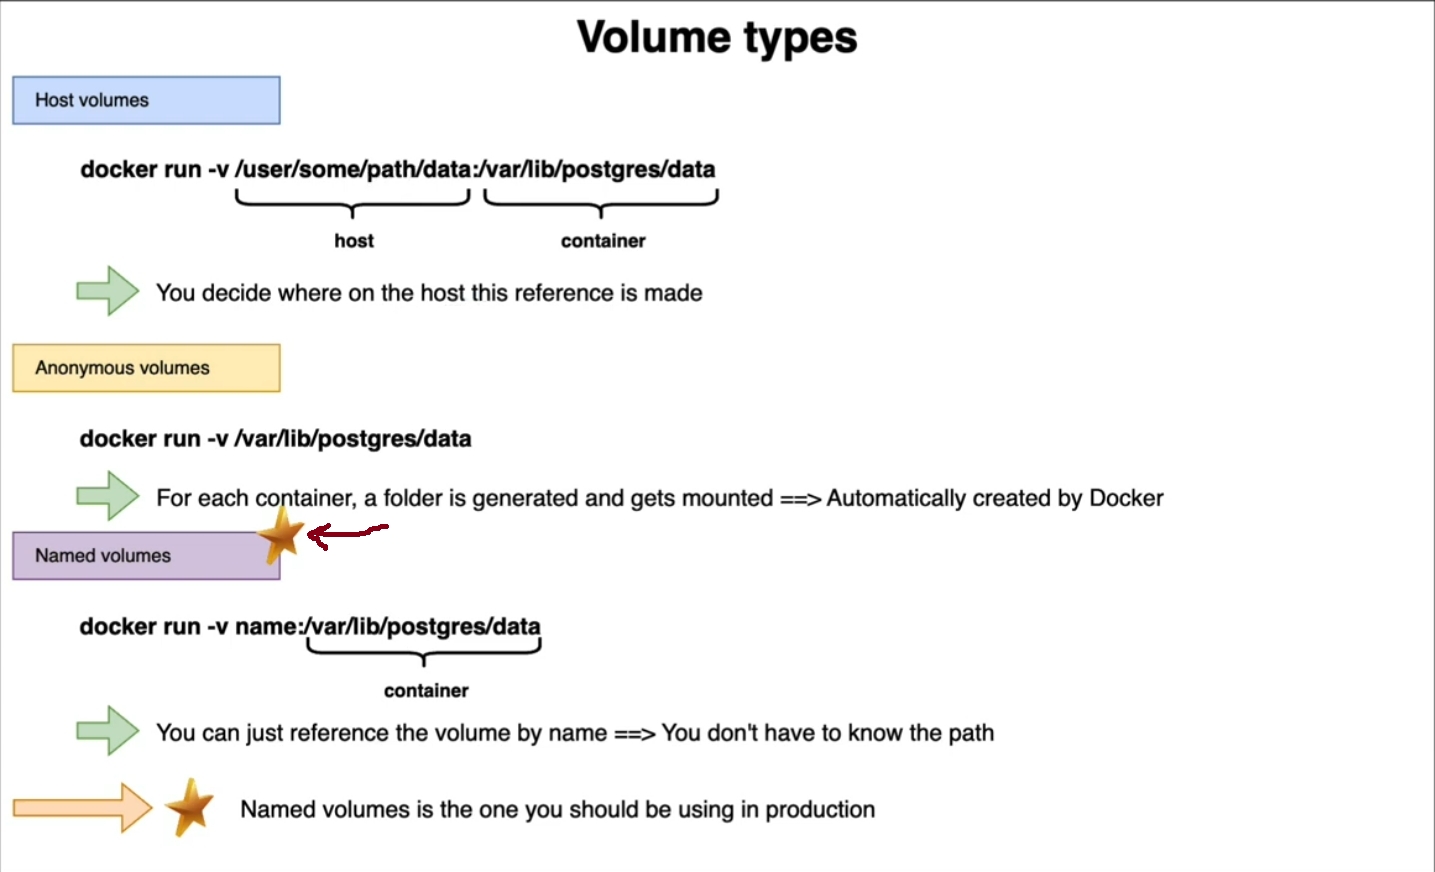 Volume types
Host volumes
docker run -v /user/some/path/data:/var/lib/postgres/data
host container
You decide where on the host this reference is made
Anonymous volumes
docker run -v /var/lib/postgres/data
For each container, a folder is generated and gets mounted ==> Automatically created by Docker
Named volumes
docker run -v name:/var/lib/postgres/data
container
You can just reference the volume by name ==> You don't have to know the path
Named volumes is the one you should be using in production